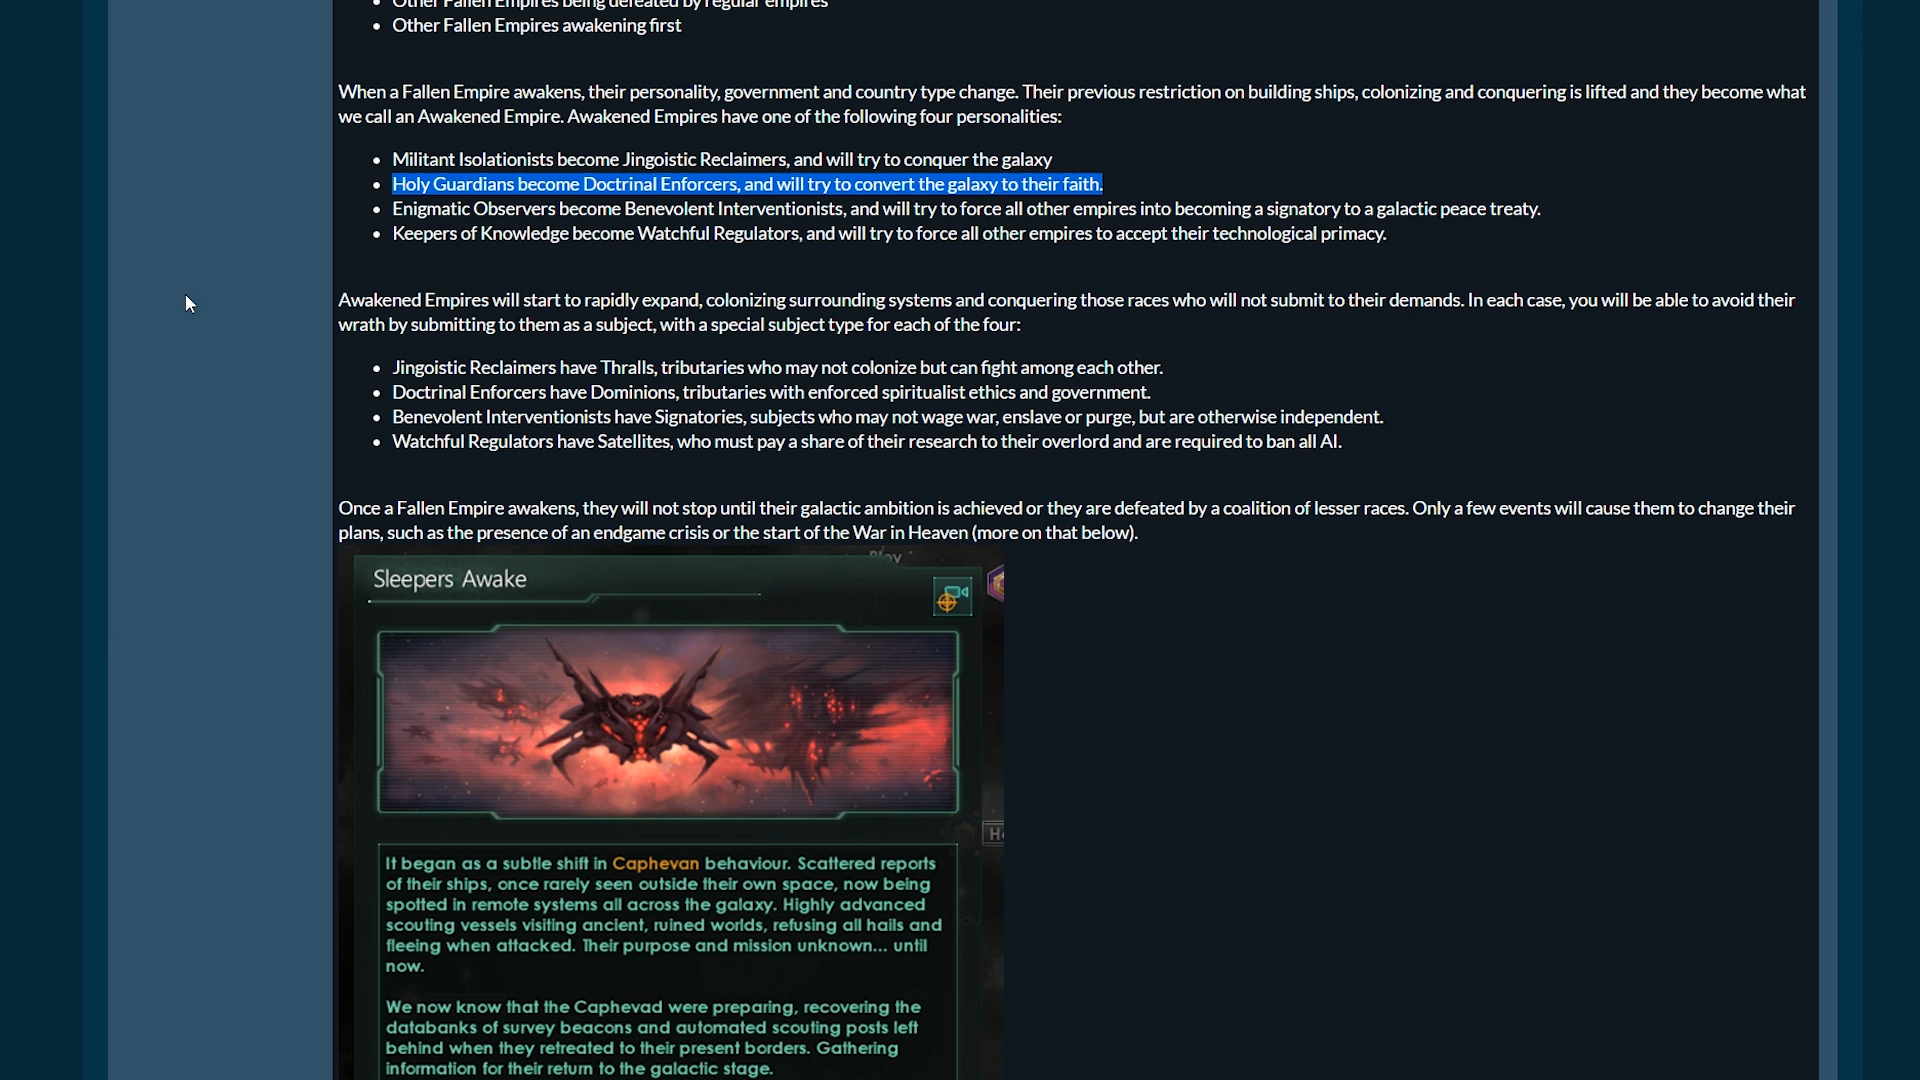 Other Fallen Empires being defeated by regular empires
Other Fallen Empires awakening first
When a Fallen Empire awakens, their personality, government and country type change. Their previous restriction on building ships, colonizing and conquering is lifted and they become what
we call an Awakened Empire. Awakened Empires have one of the following four personalities:
Militant Isolationists become Jingoistic Reclaimers, and will try to conquer the galaxy
Holy Guardians become Doctrinal Enforcers, and will try to convert the galaxy to their faith.
Enigmatic Observers become Benevolent Interventionists, and will try to force all other empires into becoming a signatory to a galactic peace treaty.
Keepers of Knowledge become Watchful Regulators, and will try to force all other empires to accept their technological primacy.
Awakened Empires will start to rapidly expand, colonizing surrounding systems and conquering those races who will not submit to their demands. In each case, you will be able to avoid their
wrath by submitting to them as a subject, with a special subject type for each of the four:
Jingoistic Reclaimers have Thralls, tributaries who may not colonize but can fight among each other.
Doctrinal Enforcers have Dominions, tributaries with enforced spiritualist ethics and government.
Benevolent Interventionists have Signatories, subjects who may not wage war, enslave or purge, but are otherwise independent.
Watchful Regulators have Satellites, who must pay a share of their research to their overlord and are required to ban all AI.
Once a Fallen Empire awakens, they will not stop until their galactic ambition is achieved or they are defeated by a coalition of lesser races. Only a few events will cause them to change their
plans, such as the presence of an endgame crisis or the start of the War in Heaven (more on that below).
Sleepers Awake
It began as a subtle shift in Caphevan behaviour. Scattered reports
of their ships, once rarely seen outside their own space, now being
spotted in remote systems all across the galaxy. Highly advanced
scouting vessels visiting ancient, ruined worlds, refusing all hails and
fleeing when attacked. Their purpose and mission unknown... until
now.
We now know that the Caphevad were preparing, recovering the
databanks of survey beacons and automated scouting posts left
behind when they retreated to their present borders. Gathering
information for their return to the galactic stage.